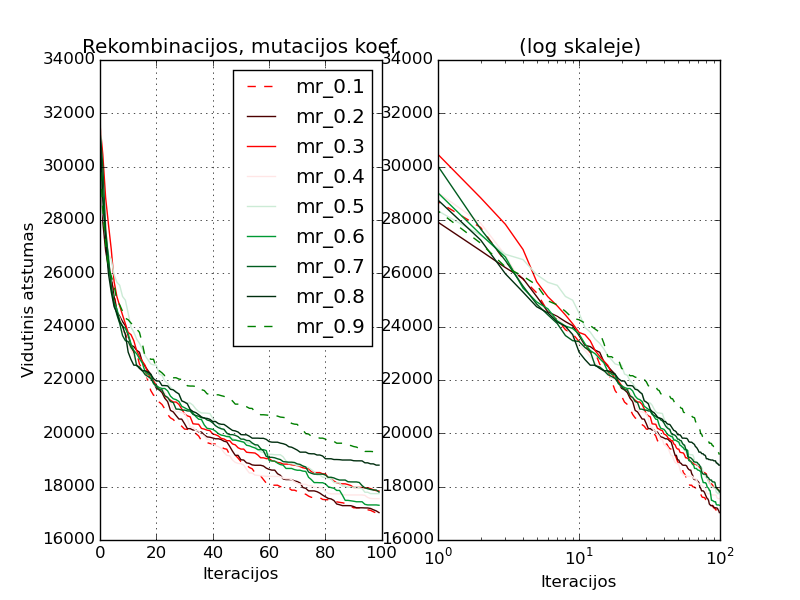 Rekombinacijos, mutacijos koef.
(log skaleje)
Vidutinis atstumas
34000
32000
30000
28000
26000
24000
22000
20000
18000
16000
0 20 40 60 80 100
Iteracijos
mr_0.1
mr_0.2
mr_0.3
mr_0.4
mr_0.5
mr_0.6
mr_0.7
mr_0.8
mr_0.9
34000
32000
30000
28000
26000
24000
22000
20000
18000
16000
10^0 10^1 10^2
Iteracijos